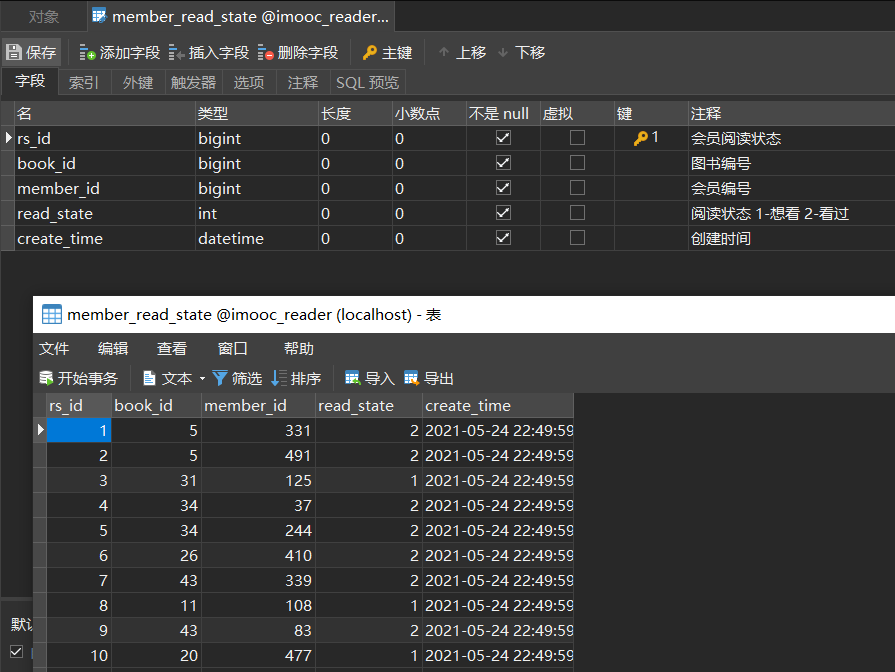 对象 member_read_state @imooc_reader...
保存 添加字段 插入字段 删除字段 主键 上移 下移
字段 索引 外键 触发器 选项 注释 SQL 预览
名 类型 长度 小数点 不是 null 虚拟 键 注释
rs_id bigint 0 0 1 会员阅读状态
book_id bigint 0 0 图书编号
member_id bigint 0 0 会员编号
read_state int 0 0 阅读状态 1-想看 2-看过
create_time datetime 0 0 创建时间
member_read_state @imooc_reader (localhost) - 表
文件 编辑 查看 窗口 帮助
开始事务 文本 筛选 排序 导入 导出
rs_id book_id member_id read_state create_time
1 5 331 2 2021-05-24 22:49:59
2 5 491 2 2021-05-24 22:49:59
3 31 125 1 2021-05-24 22:49:59
4 34 37 2 2021-05-24 22:49:59
5 34 244 2 2021-05-24 22:49:59
6 26 410 2 2021-05-24 22:49:59
7 43 339 2 2021-05-24 22:49:59
8 11 108 1 2021-05-24 22:49:59
9 43 83 2 2021-05-24 22:49:59
10 20 477 1 2021-05-24 22:49:59